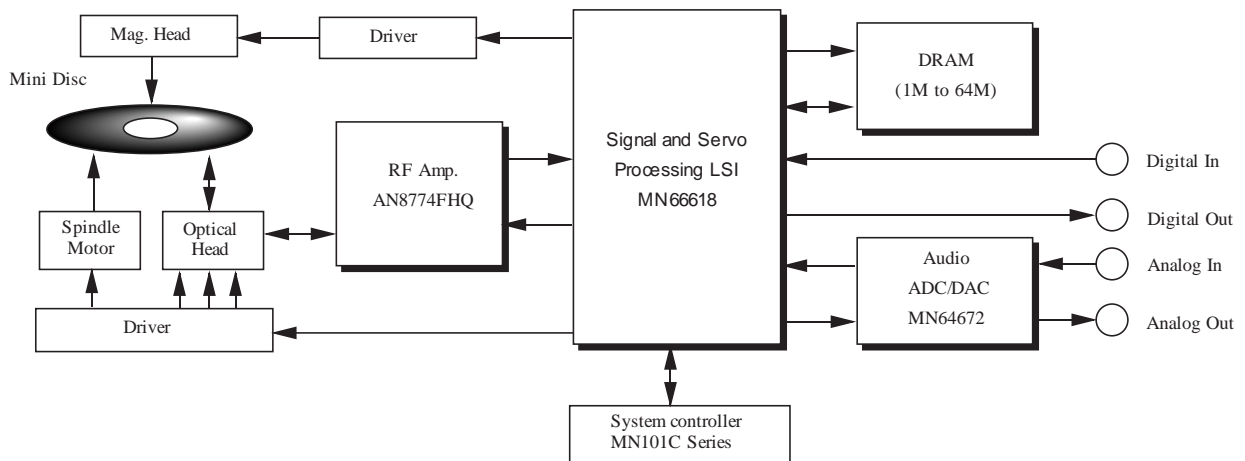 Mag. Head
Driver
Mini Disc
DRAM
(1M to 64M)
Signal and Servo
Processing LSI
MN66618
RF Amp.
AN8774FHQ
Digital In
Digital Out
Spindle
Motor
Optical
Head
Audio
ADC/DAC
MN64672
Analog In
Analog Out
Driver
System controller
MN101C Series